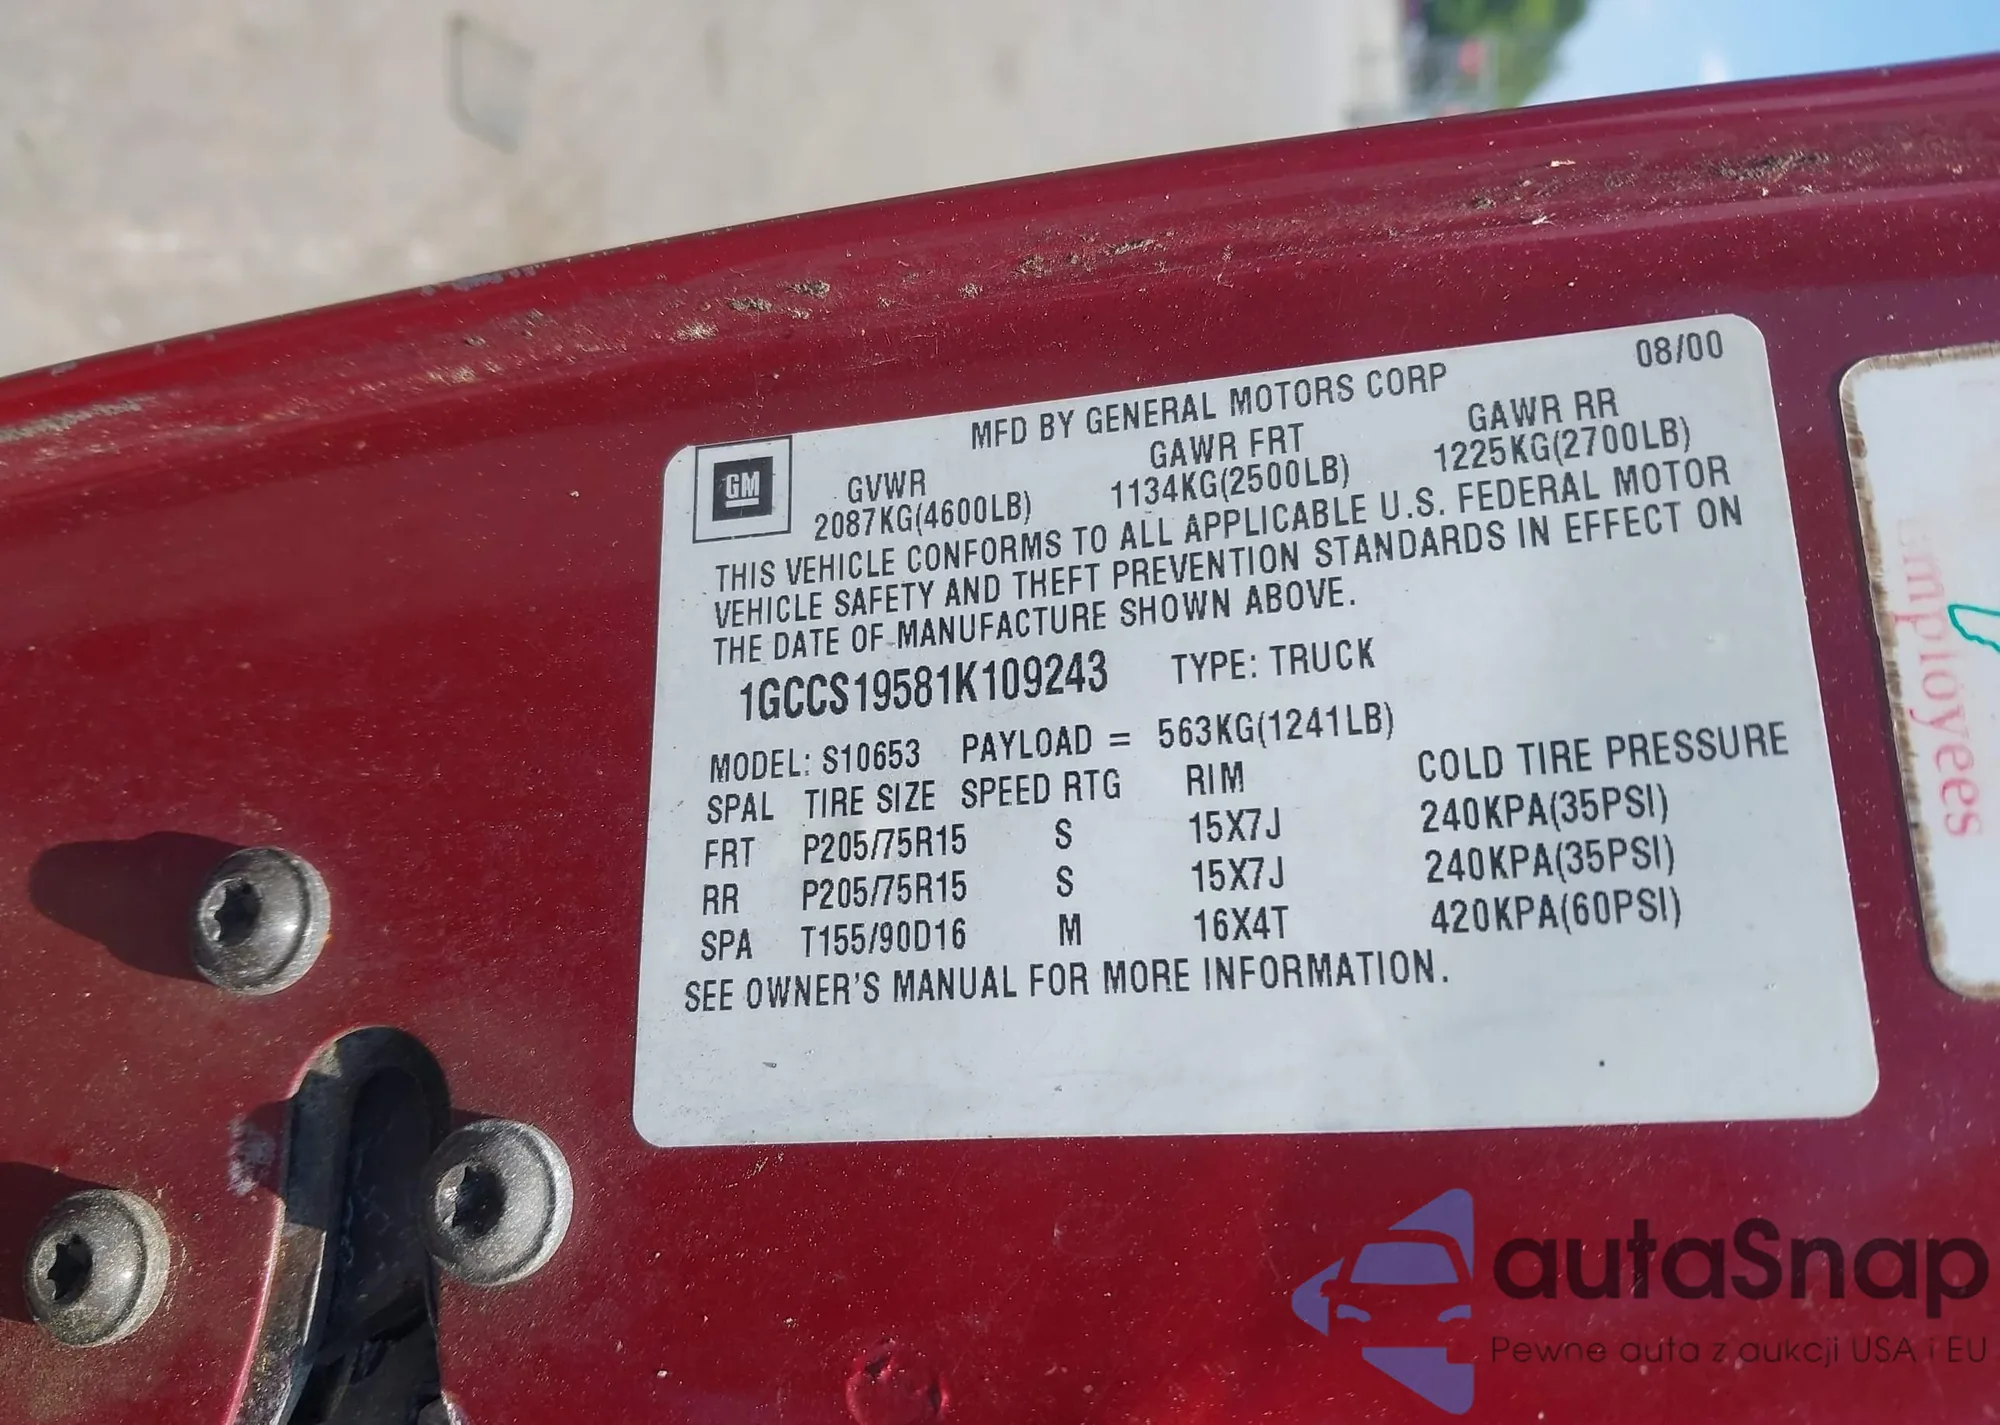 08/00
MFD BY GENERAL MOTORS CORP
GM
GVWR GAWR FRT GAWR RR
2087KG(4600LB) 1134KG(2500LB) 1225KG(2700LB)
THIS VEHICLE CONFORMS TO ALL APPLICABLE U.S. FEDERAL MOTOR
VEHICLE SAFETY AND THEFT PREVENTION STANDARDS IN EFFECT ON
THE DATE OF MANUFACTURE SHOWN ABOVE.
1GCCS19581K109243 TYPE: TRUCK
MODEL: S10653 PAYLOAD = 563KG(1241LB)
SPAL TIRE SIZE SPEED RTG RIM COLD TIRE PRESSURE
FRT P205/75R15 S 15X7J 240KPA(35PSI)
RR P205/75R15 S 15X7J 240KPA(35PSI)
SPA T155/90D16 M 16X4T 420KPA(60PSI)
SEE OWNER'S MANUAL FOR MORE INFORMATION.
Employees
autaSnap
Pewne auta z aukcji USA i EU